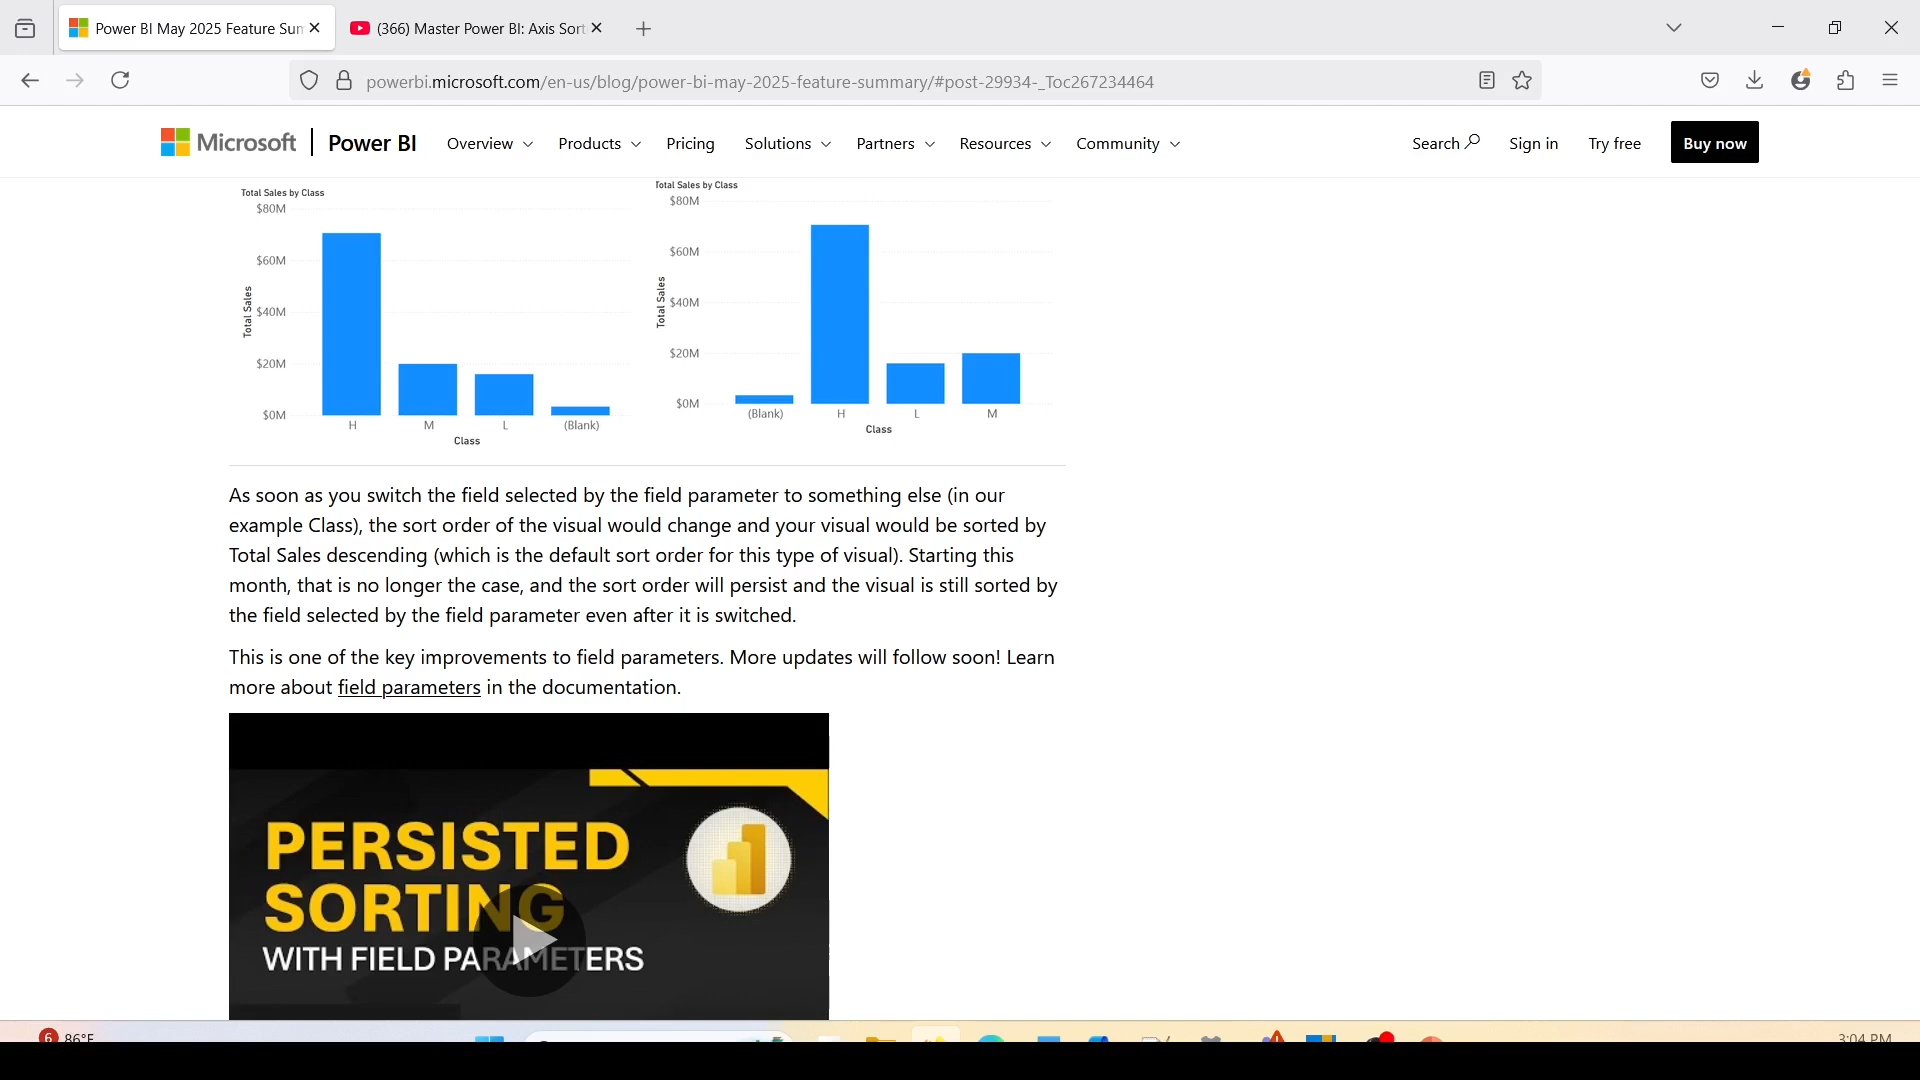 Power BI May 2025 Feature Sum
(366) Master Power BI: Axis Sort
powerbi.microsoft.com/en-us/blog/power-bi-may-2025-feature-summary/#post-29934-_Toc267234464
Microsoft
Power BI
Overview
Products
Pricing
Solutions
Partners
Resources
Community
Search
Sign in
Try free
Buy now
Total Sales by Class
$80M
$60M
$40M
$20M
$0M
Total Sales
H
M
L
(Blank)
Class
Total Sales by Class
$80M
$60M
$40M
$20M
$0M
Total Sales
(Blank)
H
L
M
Class
As soon as you switch the field selected by the field parameter to something else (in our
example Class), the sort order of the visual would change and your visual would be sorted by
Total Sales descending (which is the default sort order for this type of visual). Starting this
month, that is no longer the case, and the sort order will persist and the visual is still sorted by
the field selected by the field parameter even after it is switched.
This is one of the key improvements to field parameters. More updates will follow soon! Learn
more about field parameters in the documentation.
PERSISTED
SORTING
WITH FIELD PARAMETERS
6
86°F
3:04 PM